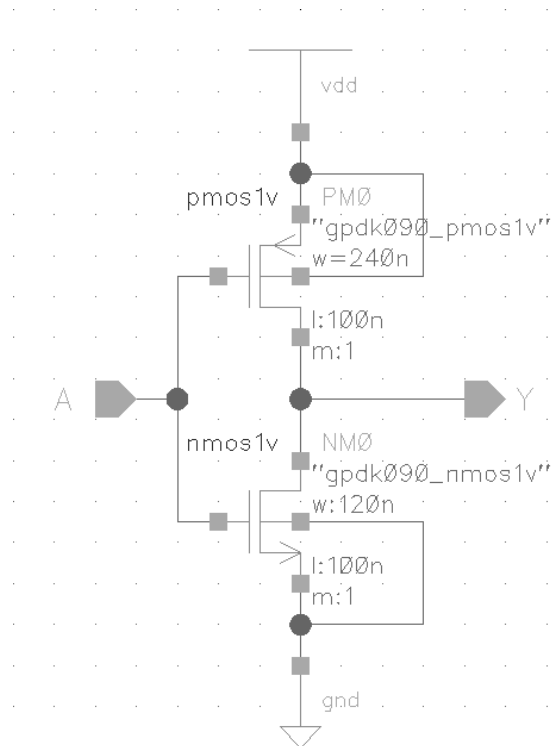 vdd
pmos1v PM0
"gpdk090_pmos1v"
w=240n
l:100n
m:1
A Y
nmos1v NM0
"gpdk090_nmos1v"
w:120n
l:100n
m:1
gnd